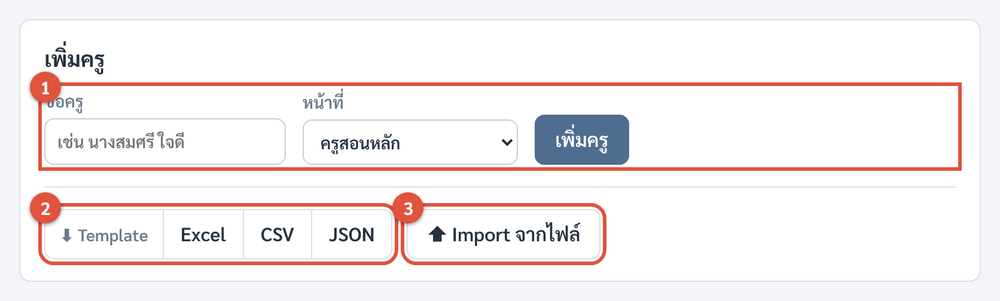 เพิ่มครู
1
ชื่อครู
หน้าที่
เช่น นางสมศรี ใจดี
ครูสอนหลัก
เพิ่มครู
2
3
⬇ Template Excel CSV JSON
⬆ Import จากไฟล์